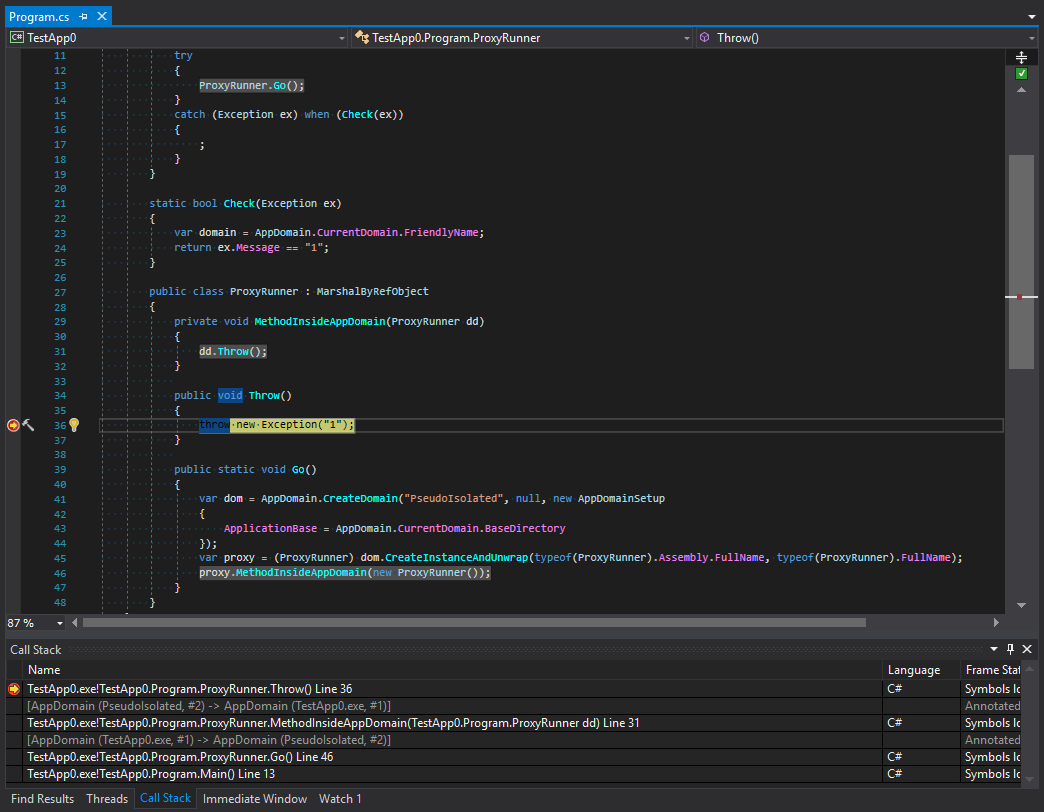 Program.cs
C# TestApp0 TestApp0.Program.ProxyRunner Throw()
11 try
12 {
13 ProxyRunner.Go();
14 }
15 catch (Exception ex) when (Check(ex))
16 {
17 ;
18 }
19 }
20
21 static bool Check(Exception ex)
22 {
23 var domain = AppDomain.CurrentDomain.FriendlyName;
24 return ex.Message == "1";
25 }
26
27 public class ProxyRunner : MarshalByRefObject
28 {
29 private void MethodInsideAppDomain(ProxyRunner dd)
30 {
31 dd.Throw();
32 }
33
34 public void Throw()
35 {
36 throw new Exception("1");
37 }
38
39 public static void Go()
40 {
41 var dom = AppDomain.CreateDomain("PseudoIsolated", null, new AppDomainSetup
42 {
43 ApplicationBase = AppDomain.CurrentDomain.BaseDirectory
44 });
45 var proxy = (ProxyRunner) dom.CreateInstanceAndUnwrap(typeof(ProxyRunner).Assembly.FullName, typeof(ProxyRunner).FullName);
46 proxy.MethodInsideAppDomain(new ProxyRunner());
47 }
48 }
87 %
Call Stack
Name Language Frame Stat
TestApp0.exe!TestApp0.Program.ProxyRunner.Throw() Line 36 C# Symbols lo
[AppDomain (PseudoIsolated, #2) -> AppDomain (TestApp0.exe, #1)] Annotated
TestApp0.exe!TestApp0.Program.ProxyRunner.MethodInsideAppDomain(TestApp0.Program.ProxyRunner dd) Line 31 C# Symbols lo
[AppDomain (TestApp0.exe, #1) -> AppDomain (PseudoIsolated, #2)] Annotated
TestApp0.exe!TestApp0.Program.ProxyRunner.Go() Line 46 C# Symbols lo
TestApp0.exe!TestApp0.Program.Main() Line 13 C# Symbols lo
Find Results Threads Call Stack Immediate Window Watch 1